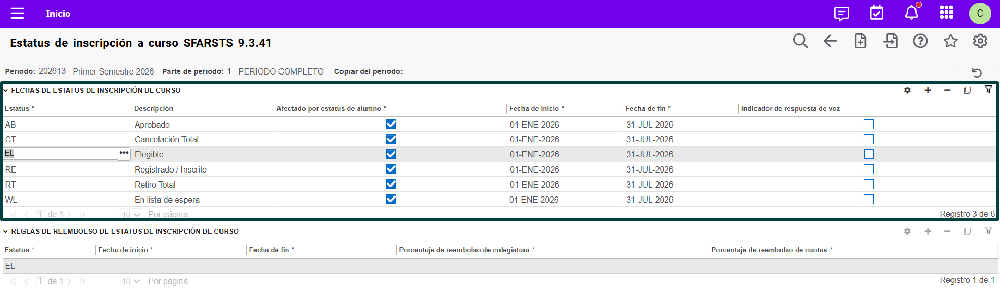 Inicio
C
Estatus de inscripción a curso SFARSTS 9.3.41
Periodo: 202613 Primer Semestre 2026 Parte de periodo: 1 PERIODO COMPLETO Copiar del periodo:
FECHAS DE ESTATUS DE INSCRIPCIÓN DE CURSO
Estatus * Descripción Afectado por estatus de alumno * Fecha de inicio * Fecha de fin * Indicador de respuesta de voz
AB Aprobado 01-ENE-2026 31-JUL-2026
CT Cancelación Total 01-ENE-2026 31-JUL-2026
EL ••• Elegible 01-ENE-2026 31-JUL-2026
RE Registrado / Inscrito 01-ENE-2026 31-JUL-2026
RT Retiro Total 01-ENE-2026 31-JUL-2026
WL En lista de espera 01-ENE-2026 31-JUL-2026
1 de 1 10 Por página Registro 3 de 6
REGLAS DE REEMBOLSO DE ESTATUS DE INSCRIPCIÓN DE CURSO
Estatus * Fecha de inicio * Fecha de fin * Porcentaje de reembolso de colegiatura * Porcentaje de reembolso de cuotas *
EL
1 de 1 10 Por página Registro 1 de 1